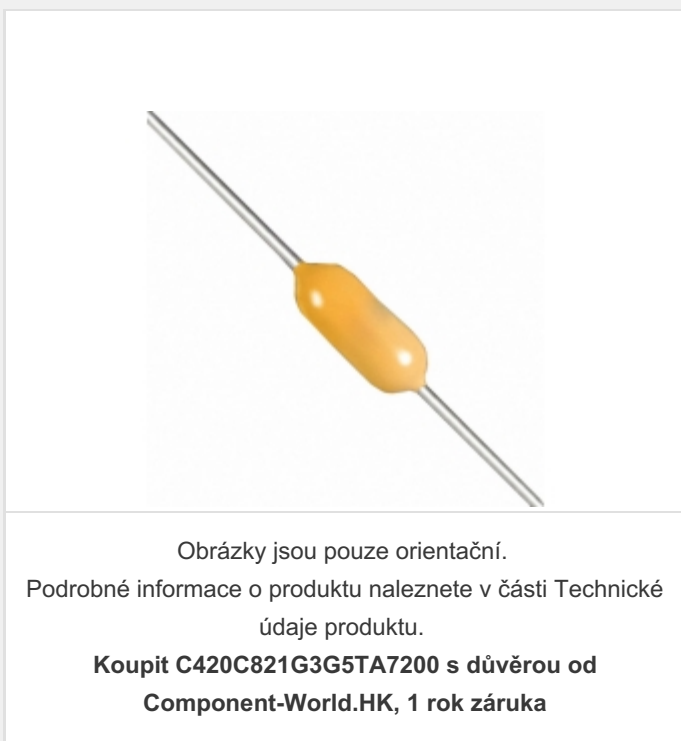 Obrázky jsou pouze orientační.
Podrobné informace o produktu naleznete v části Technické
údaje produktu.
Koupit C420C821G3G5TA7200 s důvěrou od
Component-World.HK, 1 rok záruka